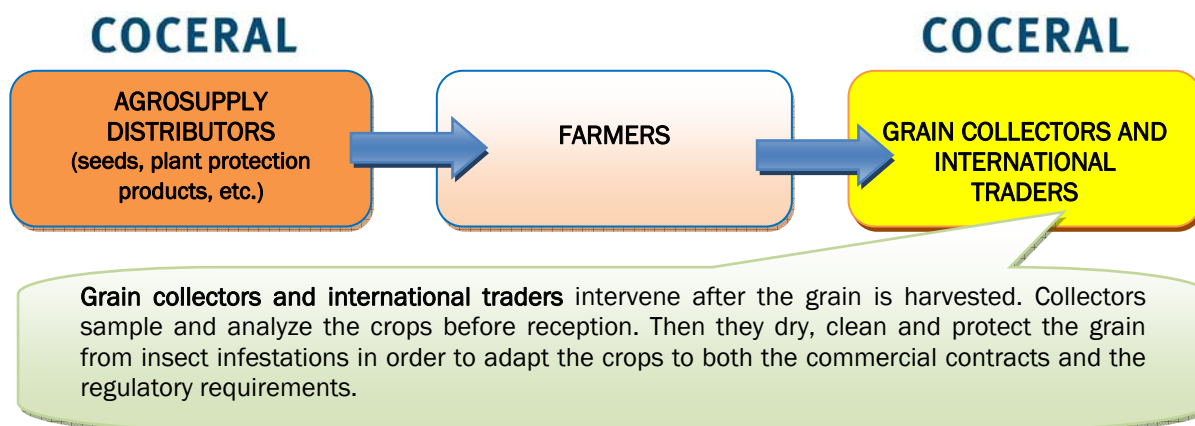 COCERAL
COCERAL
AGROSUPPLY
DISTRIBUTORS
(seeds, plant protection
products, etc.)
FARMERS
GRAIN COLLECTORS AND
INTERNATIONAL
TRADERS
Grain collectors and international traders intervene after the grain is harvested. Collectors
sample and analyze the crops before reception. Then they dry, clean and protect the grain
from insect infestations in order to adapt the crops to both the commercial contracts and the
regulatory requirements.